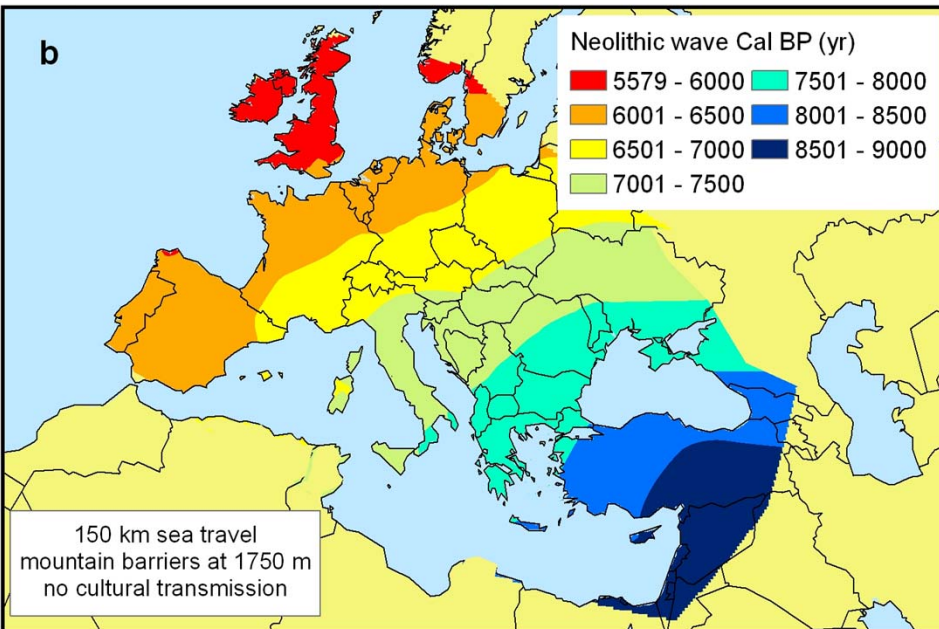 b
Neolithic wave Cal BP (yr)
5579 - 6000
7501 - 8000
6001 - 6500
8001 - 8500
6501 - 7000
8501 - 9000
7001 - 7500
150 km sea travel
mountain barriers at 1750 m
no cultural transmission